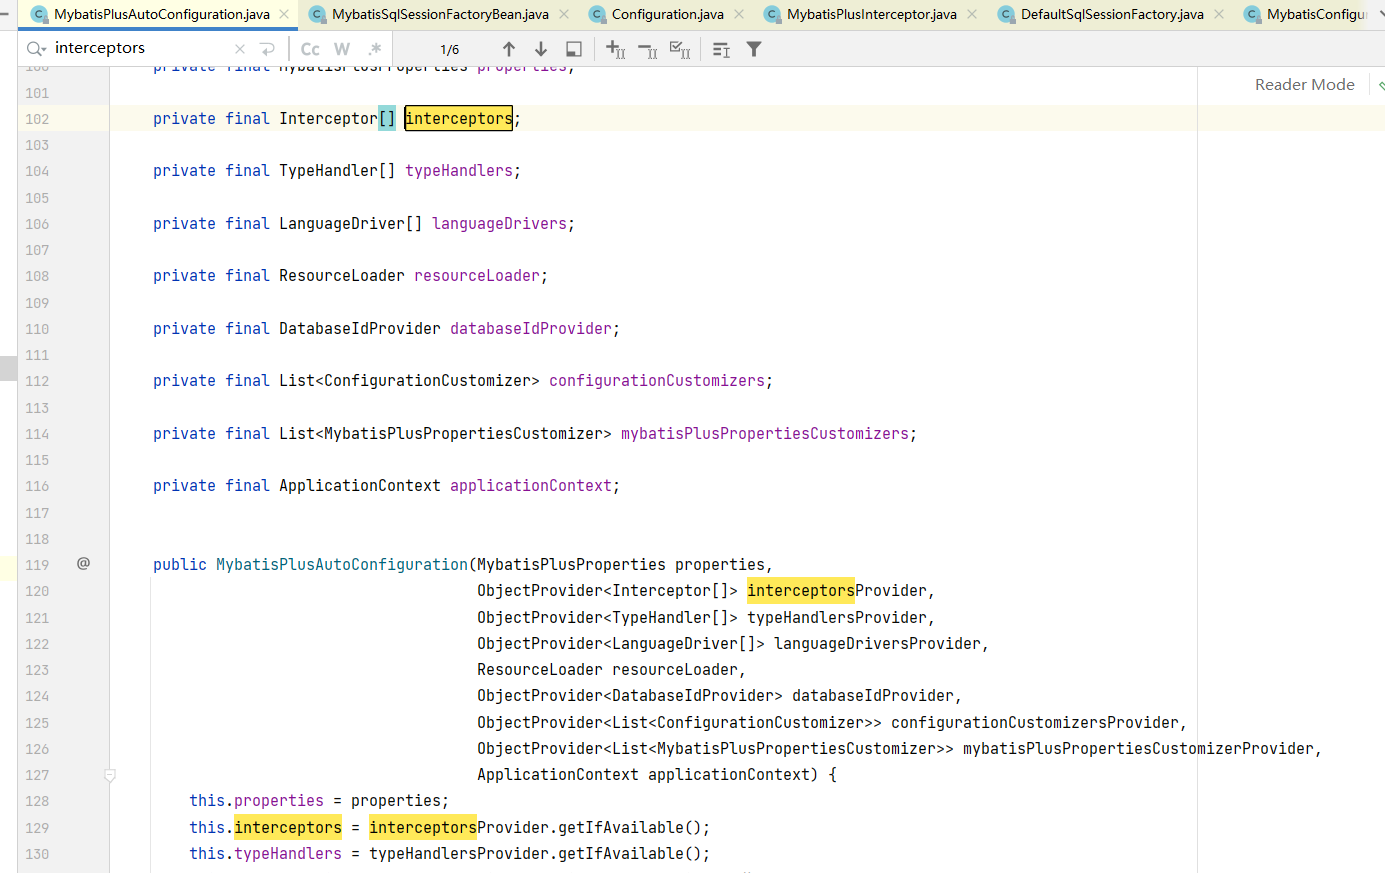 MybatisPlusAutoConfiguration.java MybatisSqlSessionFactoryBean.java Configuration.java MybatisPlusInterceptor.java DefaultSqlSessionFactory.java MybatisConfigu
interceptors Cc W .* 1/6
Reader Mode
100 private final MybatisPlusProperties properties;
101
102 private final Interceptor[] interceptors;
103
104 private final TypeHandler[] typeHandlers;
105
106 private final LanguageDriver[] languageDrivers;
107
108 private final ResourceLoader resourceLoader;
109
110 private final DatabaseIdProvider databaseIdProvider;
111
112 private final List<ConfigurationCustomizer> configurationCustomizers;
113
114 private final List<MybatisPlusPropertiesCustomizer> mybatisPlusPropertiesCustomizers;
115
116 private final ApplicationContext applicationContext;
117
118
119 @ public MybatisPlusAutoConfiguration(MybatisPlusProperties properties,
120 ObjectProvider<Interceptor[]> interceptorsProvider,
121 ObjectProvider<TypeHandler[]> typeHandlersProvider,
122 ObjectProvider<LanguageDriver[]> languageDriversProvider,
123 ResourceLoader resourceLoader,
124 ObjectProvider<DatabaseIdProvider> databaseIdProvider,
125 ObjectProvider<List<ConfigurationCustomizer>> configurationCustomizersProvider,
126 ObjectProvider<List<MybatisPlusPropertiesCustomizer>> mybatisPlusPropertiesCustomizerProvider,
127 ApplicationContext applicationContext) {
128 this.properties = properties;
129 this.interceptors = interceptorsProvider.getIfAvailable();
130 this.typeHandlers = typeHandlersProvider.getIfAvailable();